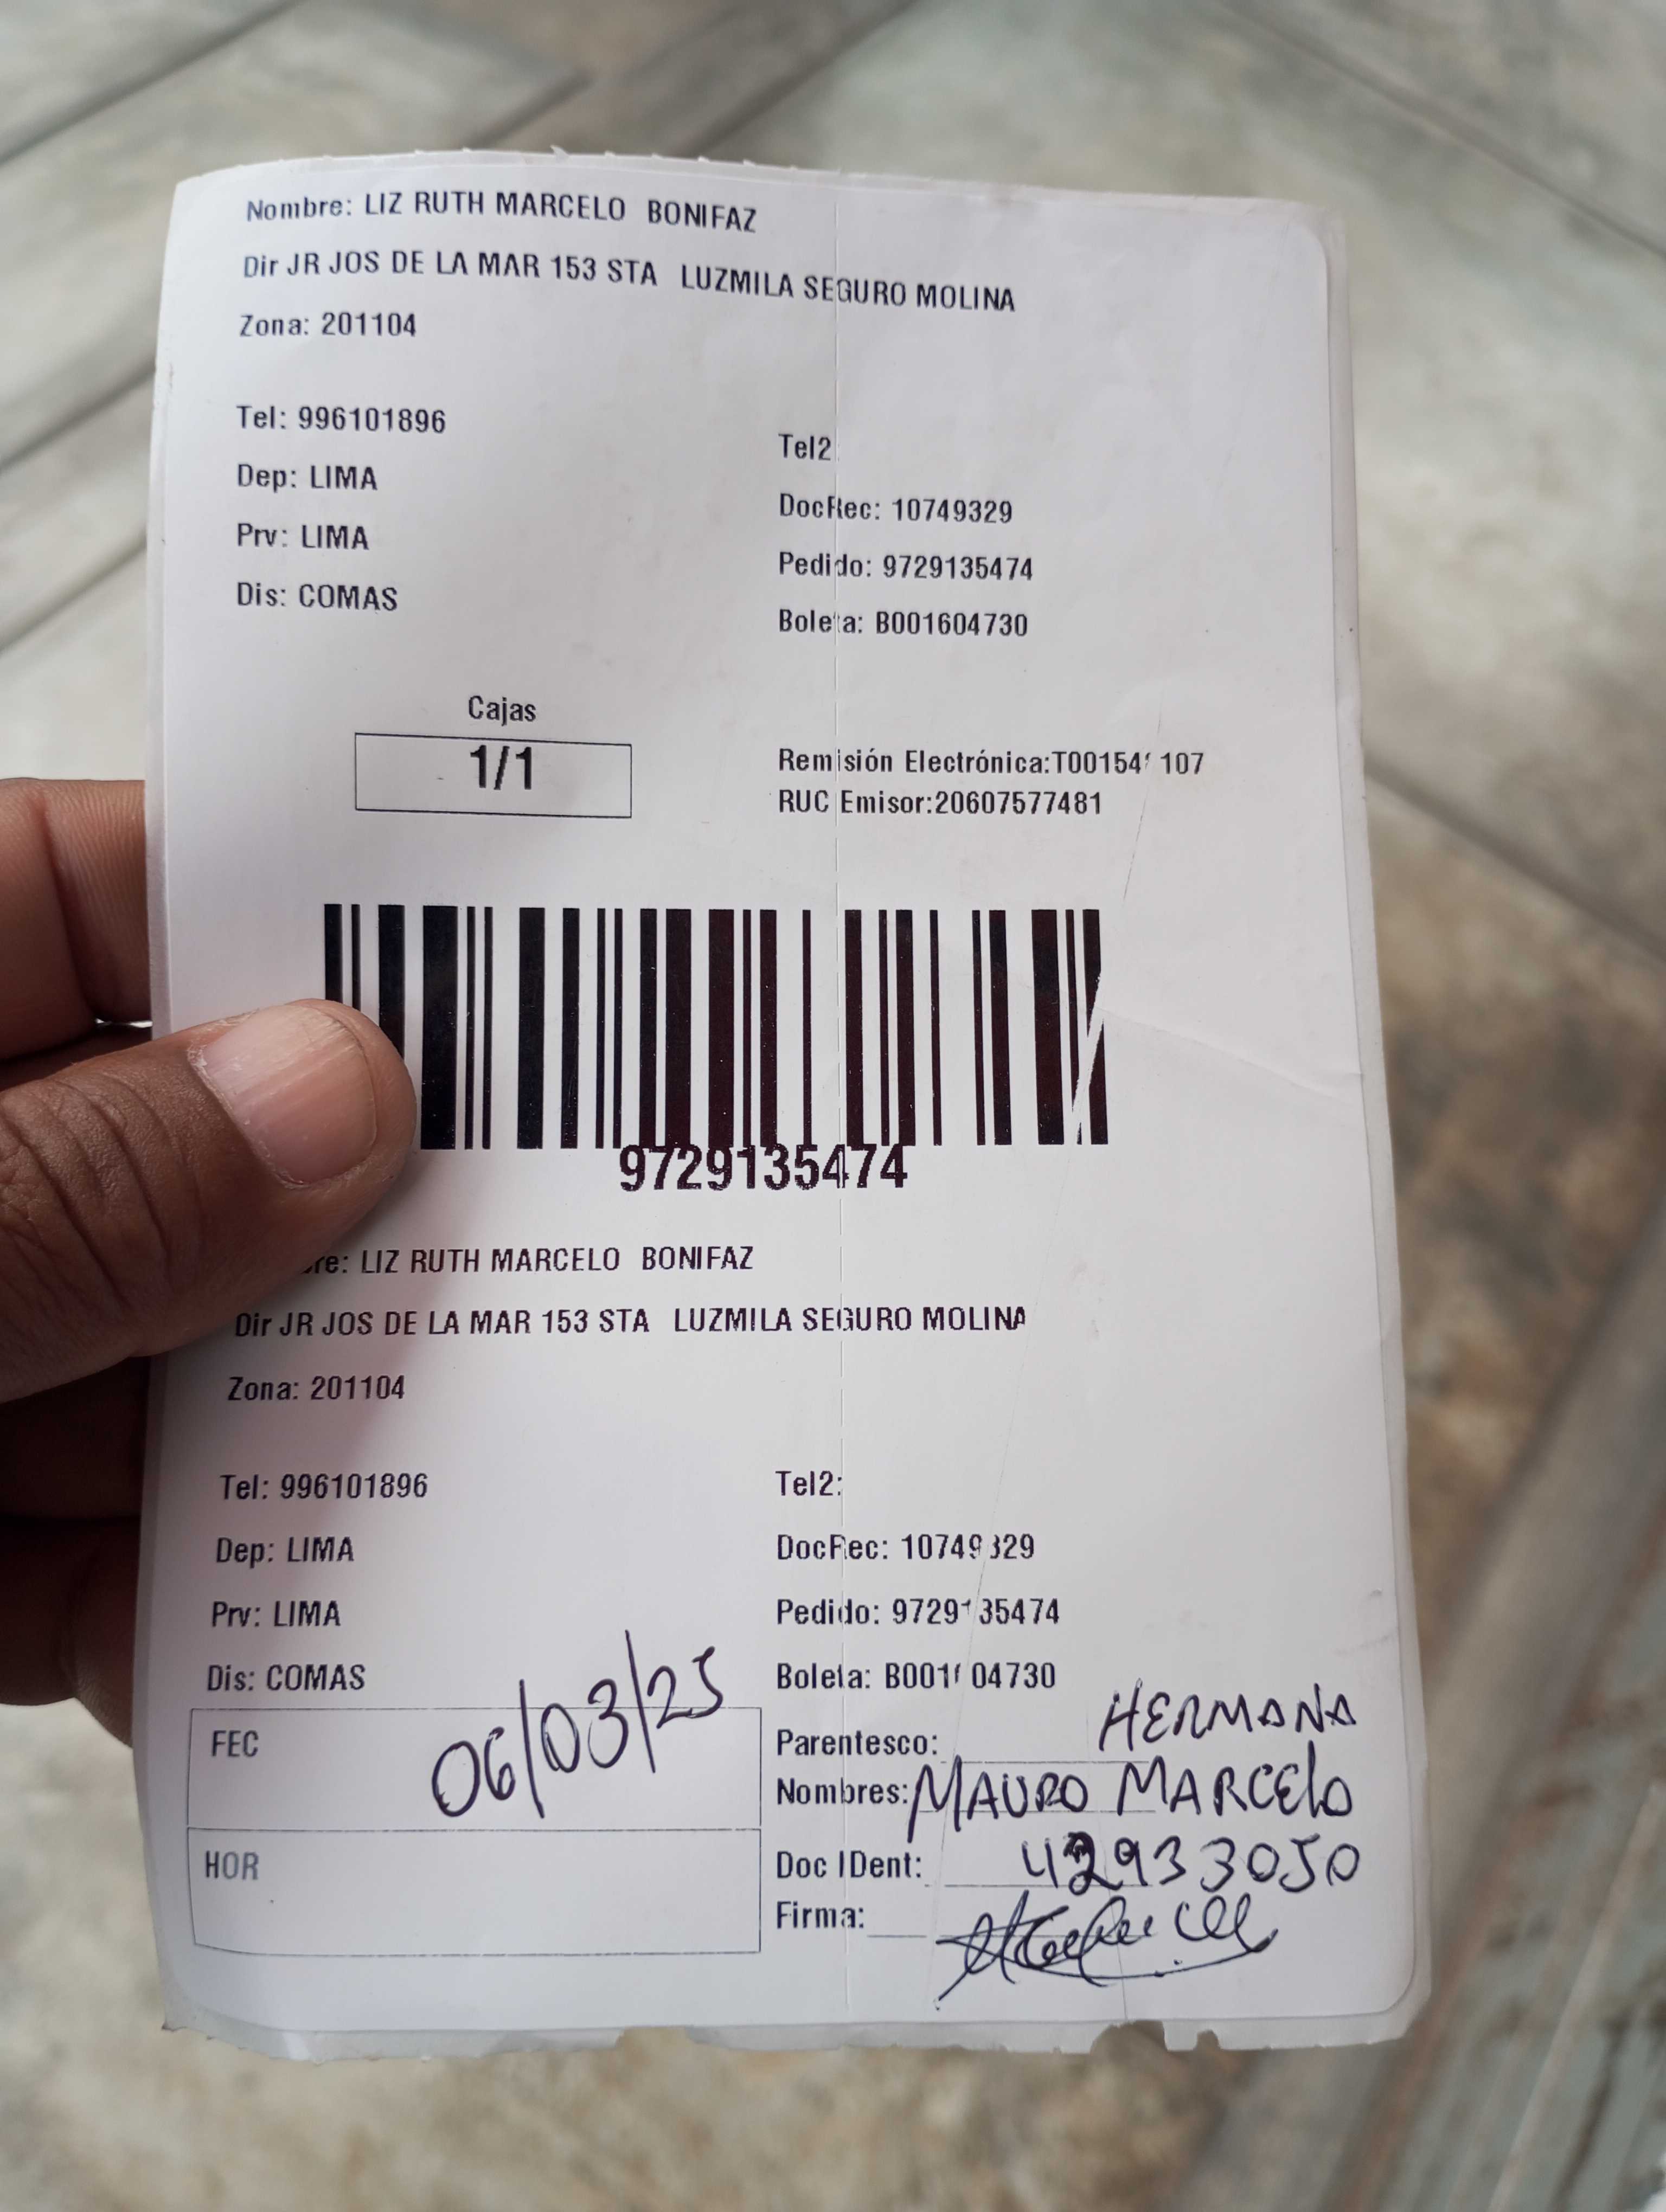 Nombre: LIZ RUTH MARCELO BONIFAZ
Dir JR JOS DE LA MAR 153 STA LUZMILA SEGURO MOLINA
Zona: 201104
Tel: 996101896
Tel2
Dep: LIMA
DocRec: 10749329
Prv: LIMA
Pedido: 9729135474
Dis: COMAS
Boleta: B001604730
Cajas
1/1
Remisión Electrónica:
RUC Emisor:20607577481
9729135474
LIZ RUTH MARCELO BONIFAZ
Dir JR JOS DE LA MAR 153 STA LUZMILA SEGURO MOLINA
Zona: 201104
Tel: 996101896
Tel2:
Dep: LIMA
DocRec: 10749329
Prv: LIMA
Pedido: 9729135474
Dis: COMAS
Boleta: B001604730
FEC 06/03/25
Parentesco: HERMANA
Nombres: MAURO MARCELO
HOR
Doc IDent: 42933050
Firma: